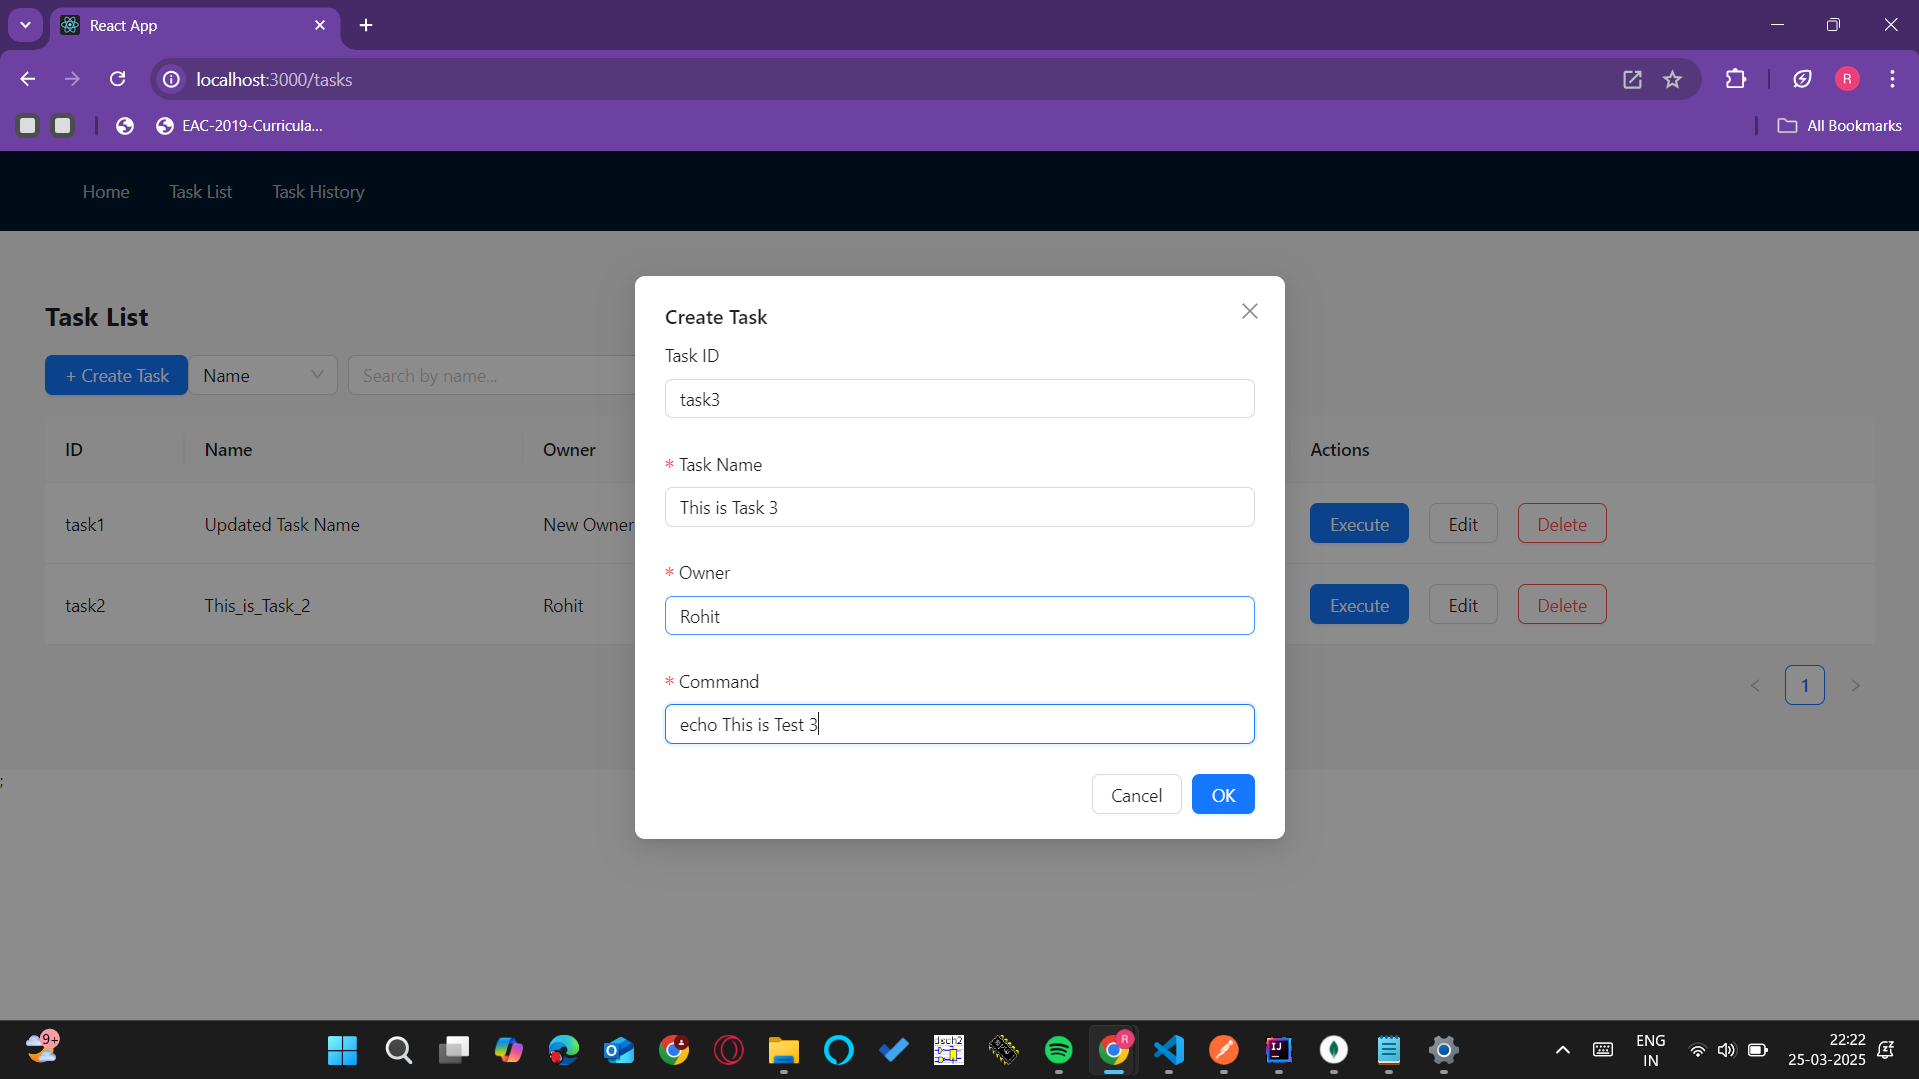 React App
localhost:3000/tasks
R
EAC-2019-Curricula...
All Bookmarks
Home Task List Task History
Task List
+ Create Task Name Search by name...
ID Name Owner Actions
task1 Updated Task Name New Owner Execute Edit Delete
task2 This_is_Task_2 Rohit Execute Edit Delete
1
;
Create Task
Task ID
task3
* Task Name
This is Task 3
* Owner
Rohit
* Command
echo This is Test 3
Cancel OK
9+
dsch2
R
IJ
ENG
IN
22:22
25-03-2025